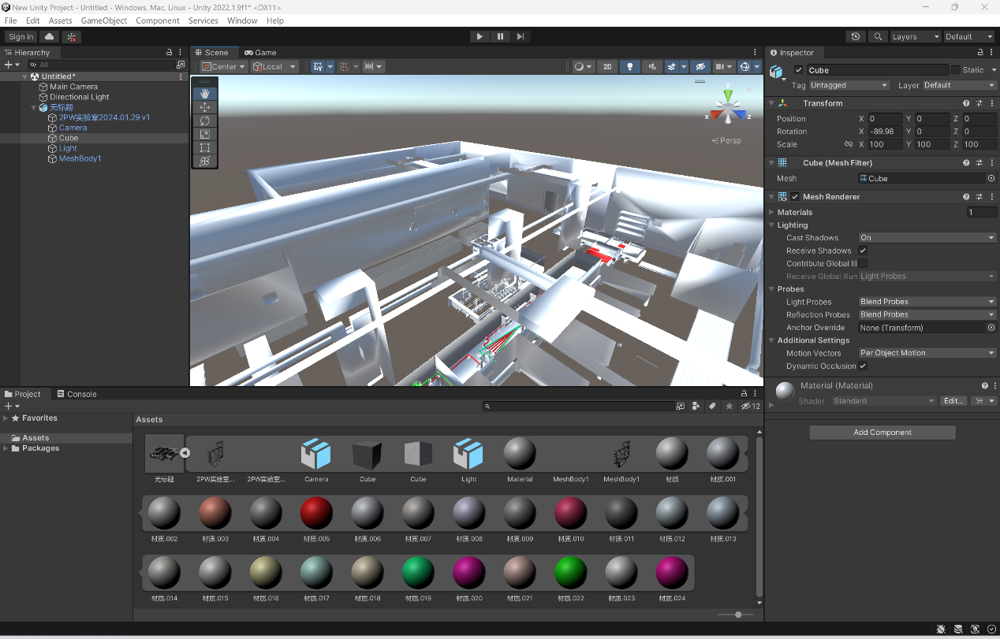 New Unity Project - Untitled - Windows, Mac, Linux - Unity 2022.1.9f1* <DX11>
File Edit Assets GameObject Component Services Window Help
Sign in
Layers
Default
Hierarchy
All
Untitled*
Main Camera
Directional Light
无标题
2PW实验室2024.01.29 v1
Camera
Cube
Light
MeshBody1
Scene
Game
Center
Local
2D
y
x
z
Persp
Inspector
Cube
Static
Tag Untagged
Layer Default
Transform
Position X 0 Y 0 Z 0
Rotation X -89.98 Y 0 Z 0
Scale X 100 Y 100 Z 100
Cube (Mesh Filter)
Mesh Cube
Mesh Renderer
Materials 1
Lighting
Cast Shadows On
Receive Shadows
Contribute Global Ill
Receive Global Illum Light Probes
Probes
Light Probes Blend Probes
Reflection Probes Blend Probes
Anchor Override None (Transform)
Additional Settings
Motion Vectors Per Object Motion
Dynamic Occlusion
Material (Material)
Shader Standard Edit...
Add Component
Project
Console
12
Favorites
Assets
Packages
Assets
无标题 2PW实验室... 2PW实验室... Camera Cube Cube Light Material MeshBody1 MeshBody1 材质 材质.001
材质.002 材质.003 材质.004 材质.005 材质.006 材质.007 材质.008 材质.009 材质.010 材质.011 材质.012 材质.013
材质.014 材质.015 材质.016 材质.017 材质.018 材质.019 材质.020 材质.021 材质.022 材质.023 材质.024